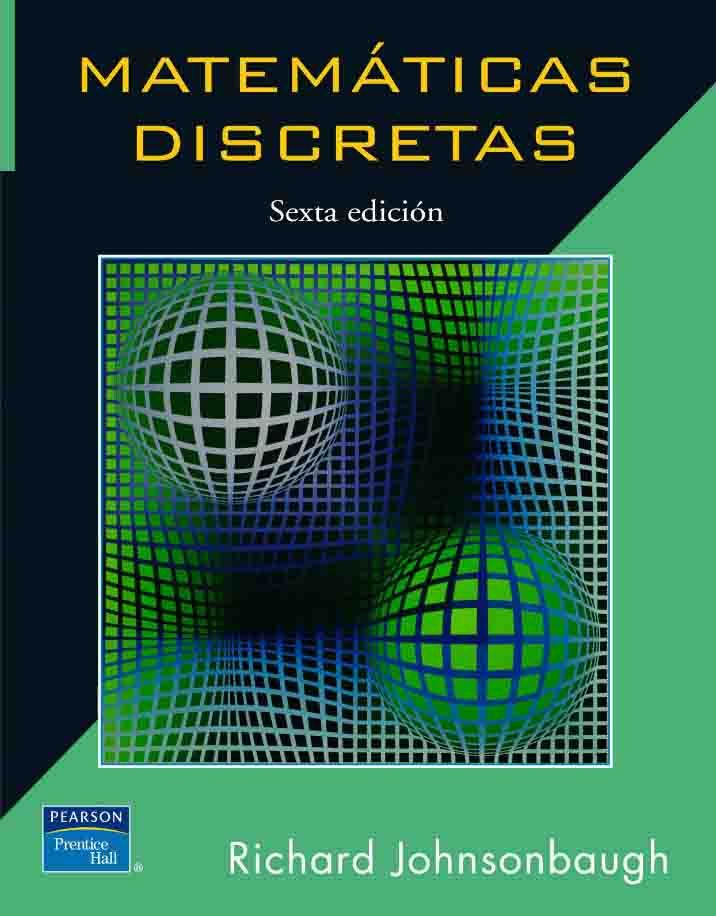 MATEMÁTICAS
DISCRETAS
Sexta edición
PEARSON
Prentice
Hall
®
Richard Johnsonbaugh